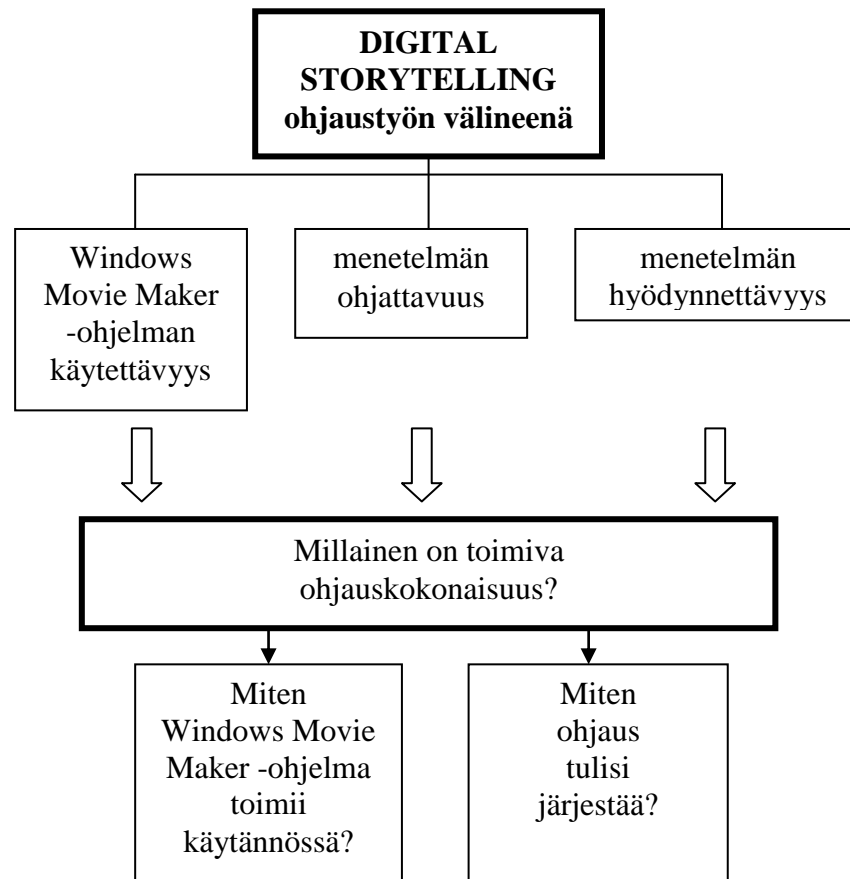 DIGITAL
STORYTELLING
ohjaustyön välineenä
Windows
Movie Maker
-ohjelman
käytettävyys
menetelmän
ohjattavuus
menetelmän
hyödynnettävyys
Millainen on toimiva
ohjauskokonaisuus?
Miten
Windows Movie
Maker -ohjelma
toimii
käytännössä?
Miten
ohjaus
tulisi
järjestää?